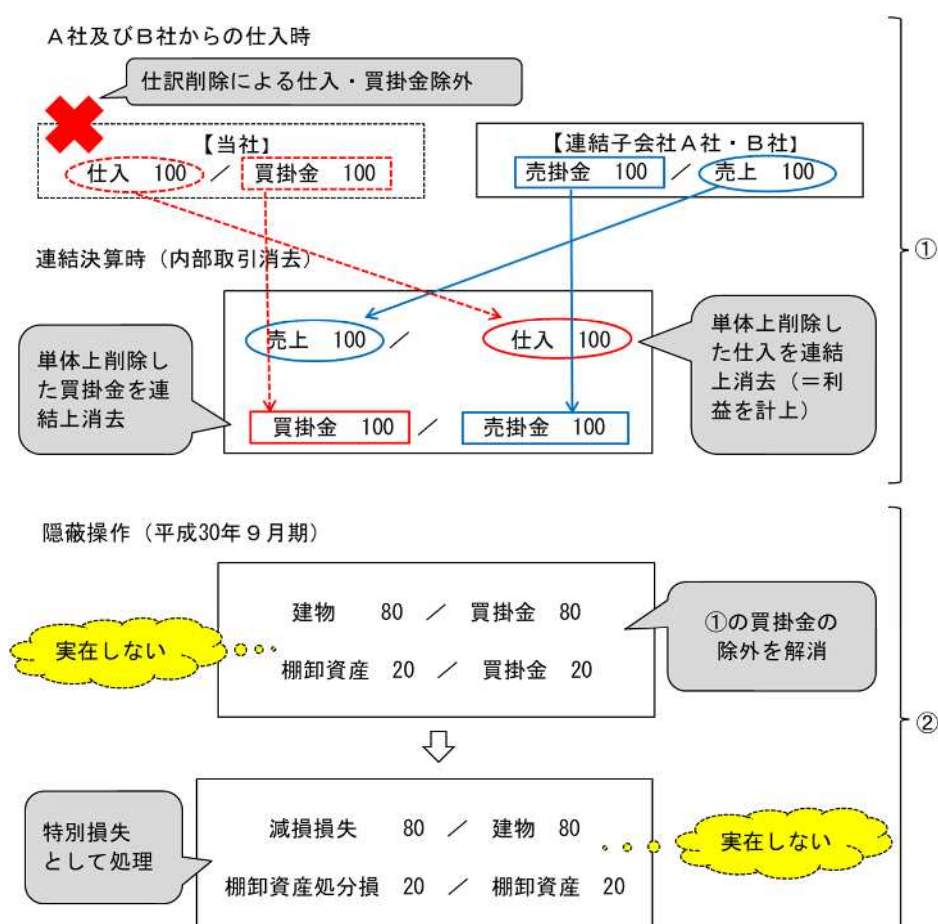 A社及びB社からの仕入時
仕訳削除による仕入・買掛金除外
【当社】
仕入 100 / 買掛金 100
【連結子会社A社・B社】
売掛金 100 / 売上 100
連結決算時（内部取引消去）
①
売上 100 / 仕入 100
買掛金 100 / 売掛金 100
単体上削除し
た買掛金を連
結上消去
単体上削除し
た仕入を連結
上消去（＝利
益を計上）
隠蔽操作（平成30年９月期）
建物 80 ／ 買掛金 80
棚卸資産 20 ／ 買掛金 20
実在しない
①の買掛金の
除外を解消
②
特別損失
として処理
減損損失 80 ／ 建物 80
棚卸資産処分損 20 ／ 棚卸資産 20
実在しない